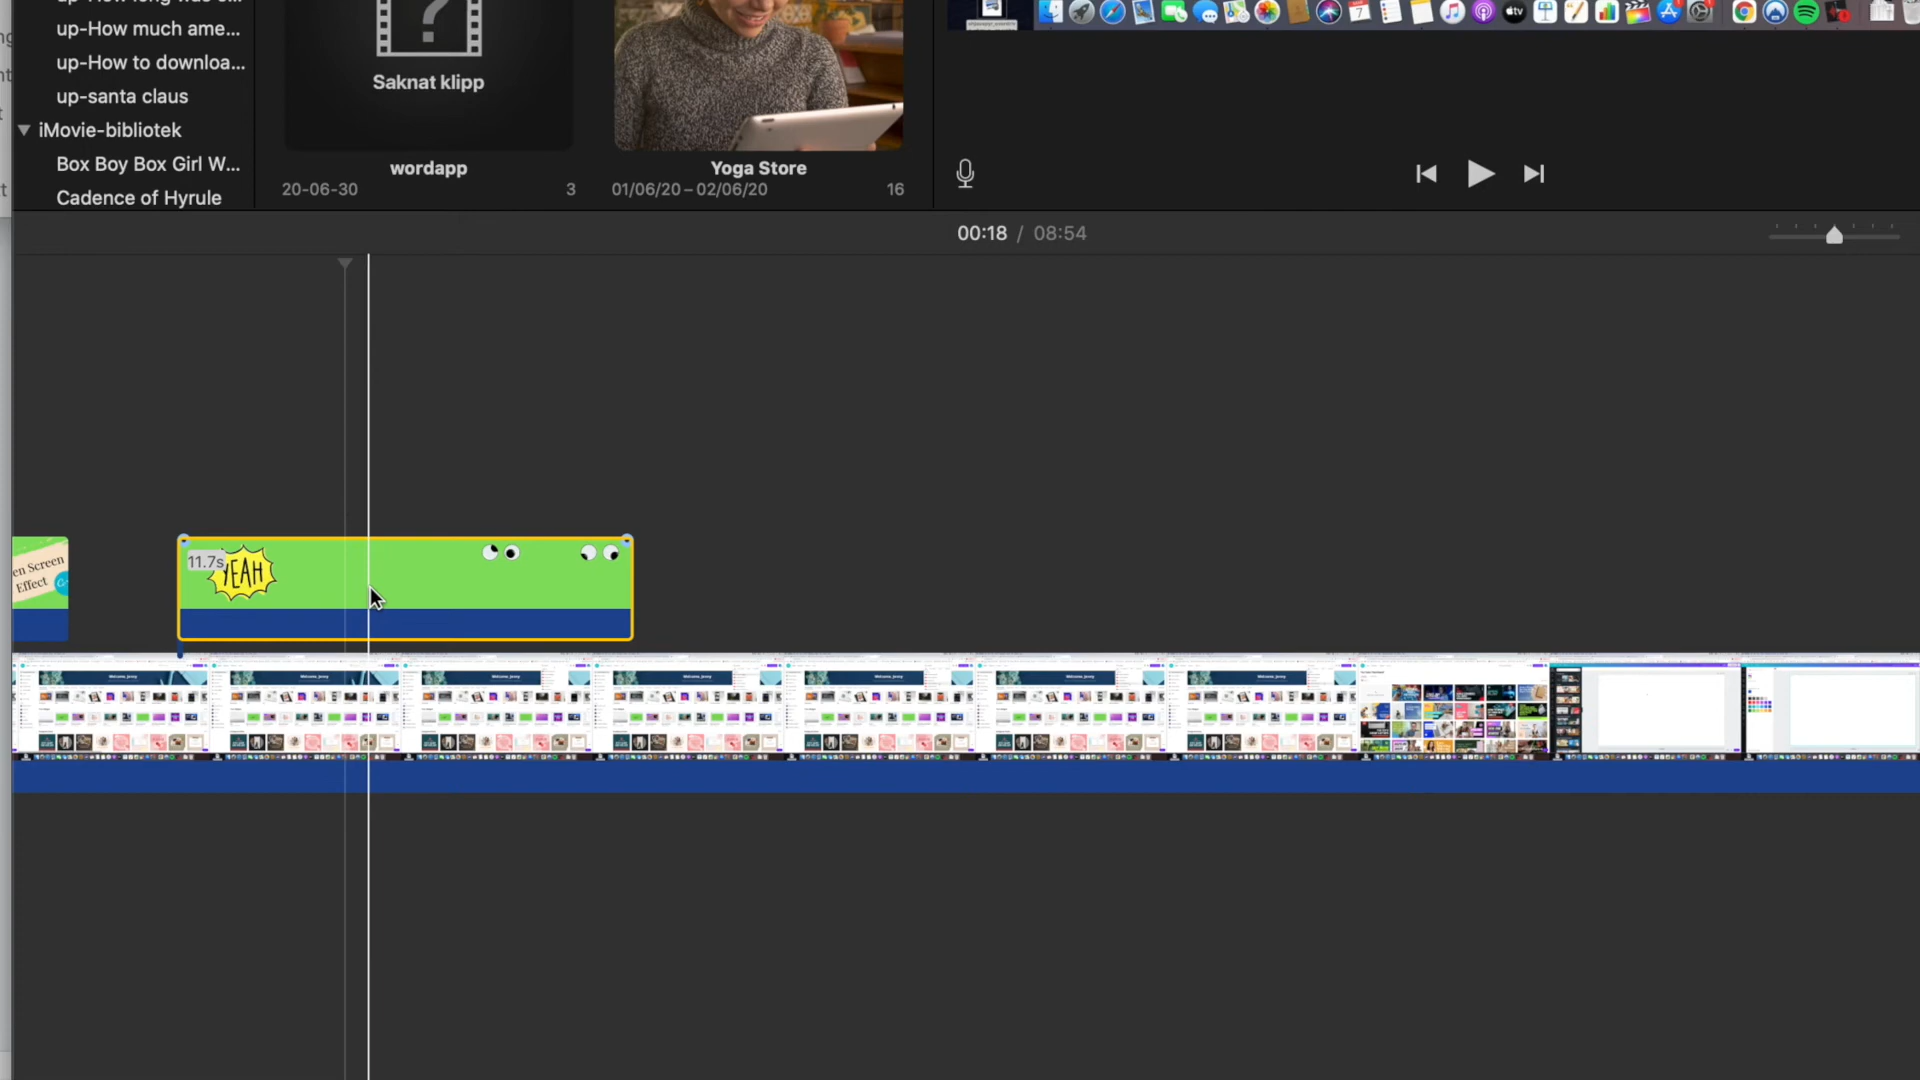 up-How much ame...
up-How to downloa...
up-santa claus
iMovie-bibliotek
Box Boy Box Girl W...
Cadence of Hyrule
Saknat klipp
wordapp
20-06-30
3
Yoga Store
01/06/20 – 02/06/20
16
00:18 / 08:54
en Screen
Effect
11.7s
YEAH